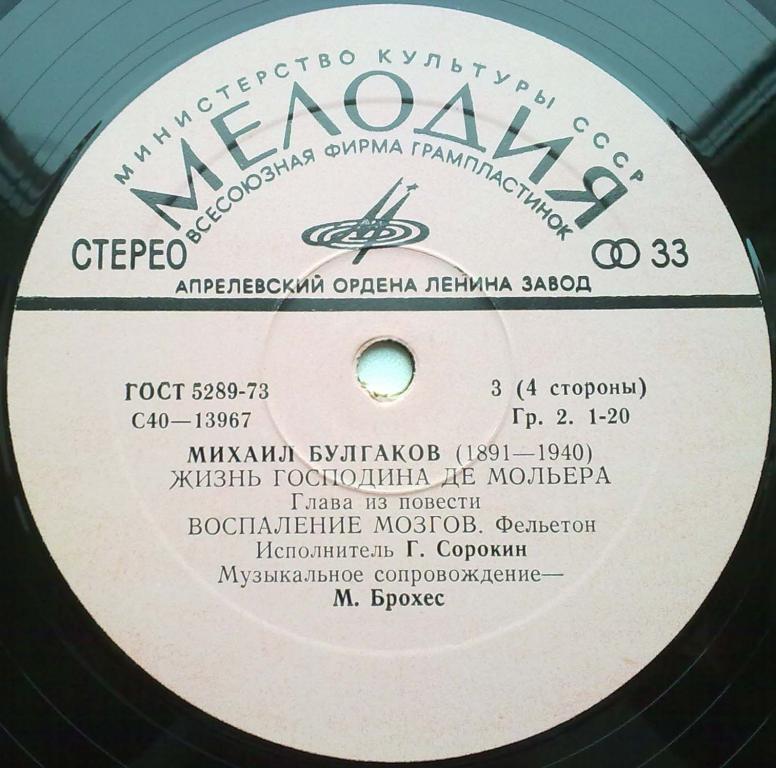 МИНИСТЕРСТВО КУЛЬТУРЫ СССР
МЕЛОДИЯ
ВСЕСОЮЗНАЯ ФИРМА ГРАМПЛАСТИНОК
СТЕРЕО 33
АПРЕЛЕВСКИЙ ОРДЕНА ЛЕНИНА ЗАВОД
ГОСТ 5289-73 3 (4 стороны)
С40—13967 Гр. 2. 1-20
МИХАИЛ БУЛГАКОВ (1891—1940)
ЖИЗНЬ ГОСПОДИНА ДЕ МОЛЬЕРА
Глава из повести
ВОСПАЛЕНИЕ МОЗГОВ. Фельетон
Исполнитель Г. Сорокин
Музыкальное сопровождение—
М. Брохес